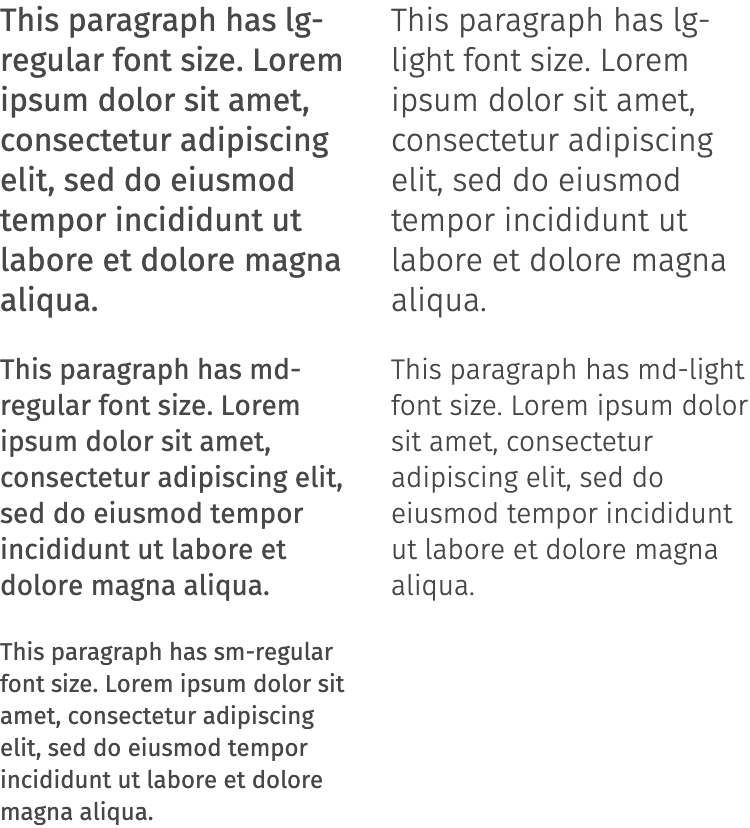 This paragraph has lg-
regular font size. Lorem
ipsum dolor sit amet,
consectetur adipiscing
elit, sed do eiusmod
tempor incididunt ut
labore et dolore magna
aliqua.
This paragraph has lg-
light font size. Lorem
ipsum dolor sit amet,
consectetur adipiscing
elit, sed do eiusmod
tempor incididunt ut
labore et dolore magna
aliqua.
This paragraph has md-
regular font size. Lorem
ipsum dolor sit amet,
consectetur adipiscing elit,
sed do eiusmod tempor
incididunt ut labore et
dolore magna aliqua.
This paragraph has md-light
font size. Lorem ipsum dolor
sit amet, consectetur
adipiscing elit, sed do
eiusmod tempor incididunt
ut labore et dolore magna
aliqua.
This paragraph has sm-regular
font size. Lorem ipsum dolor sit
amet, consectetur adipiscing
elit, sed do eiusmod tempor
incididunt ut labore et dolore
magna aliqua.